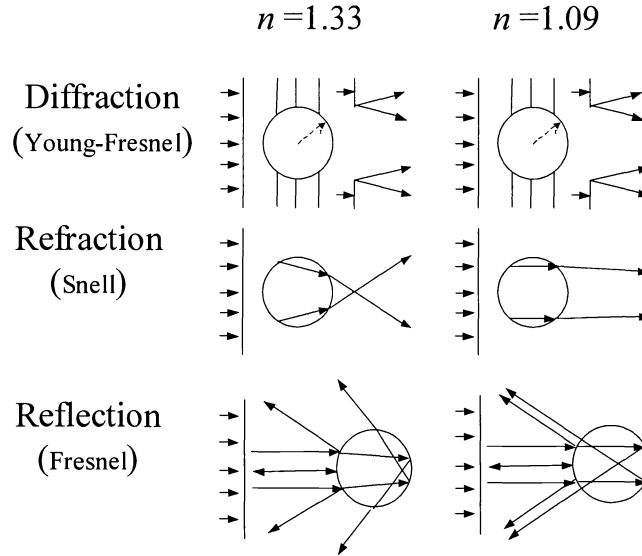 n =1.33 n =1.09
Diffraction
(Young-Fresnel)
Refraction
(Snell)
Reflection
(Fresnel)